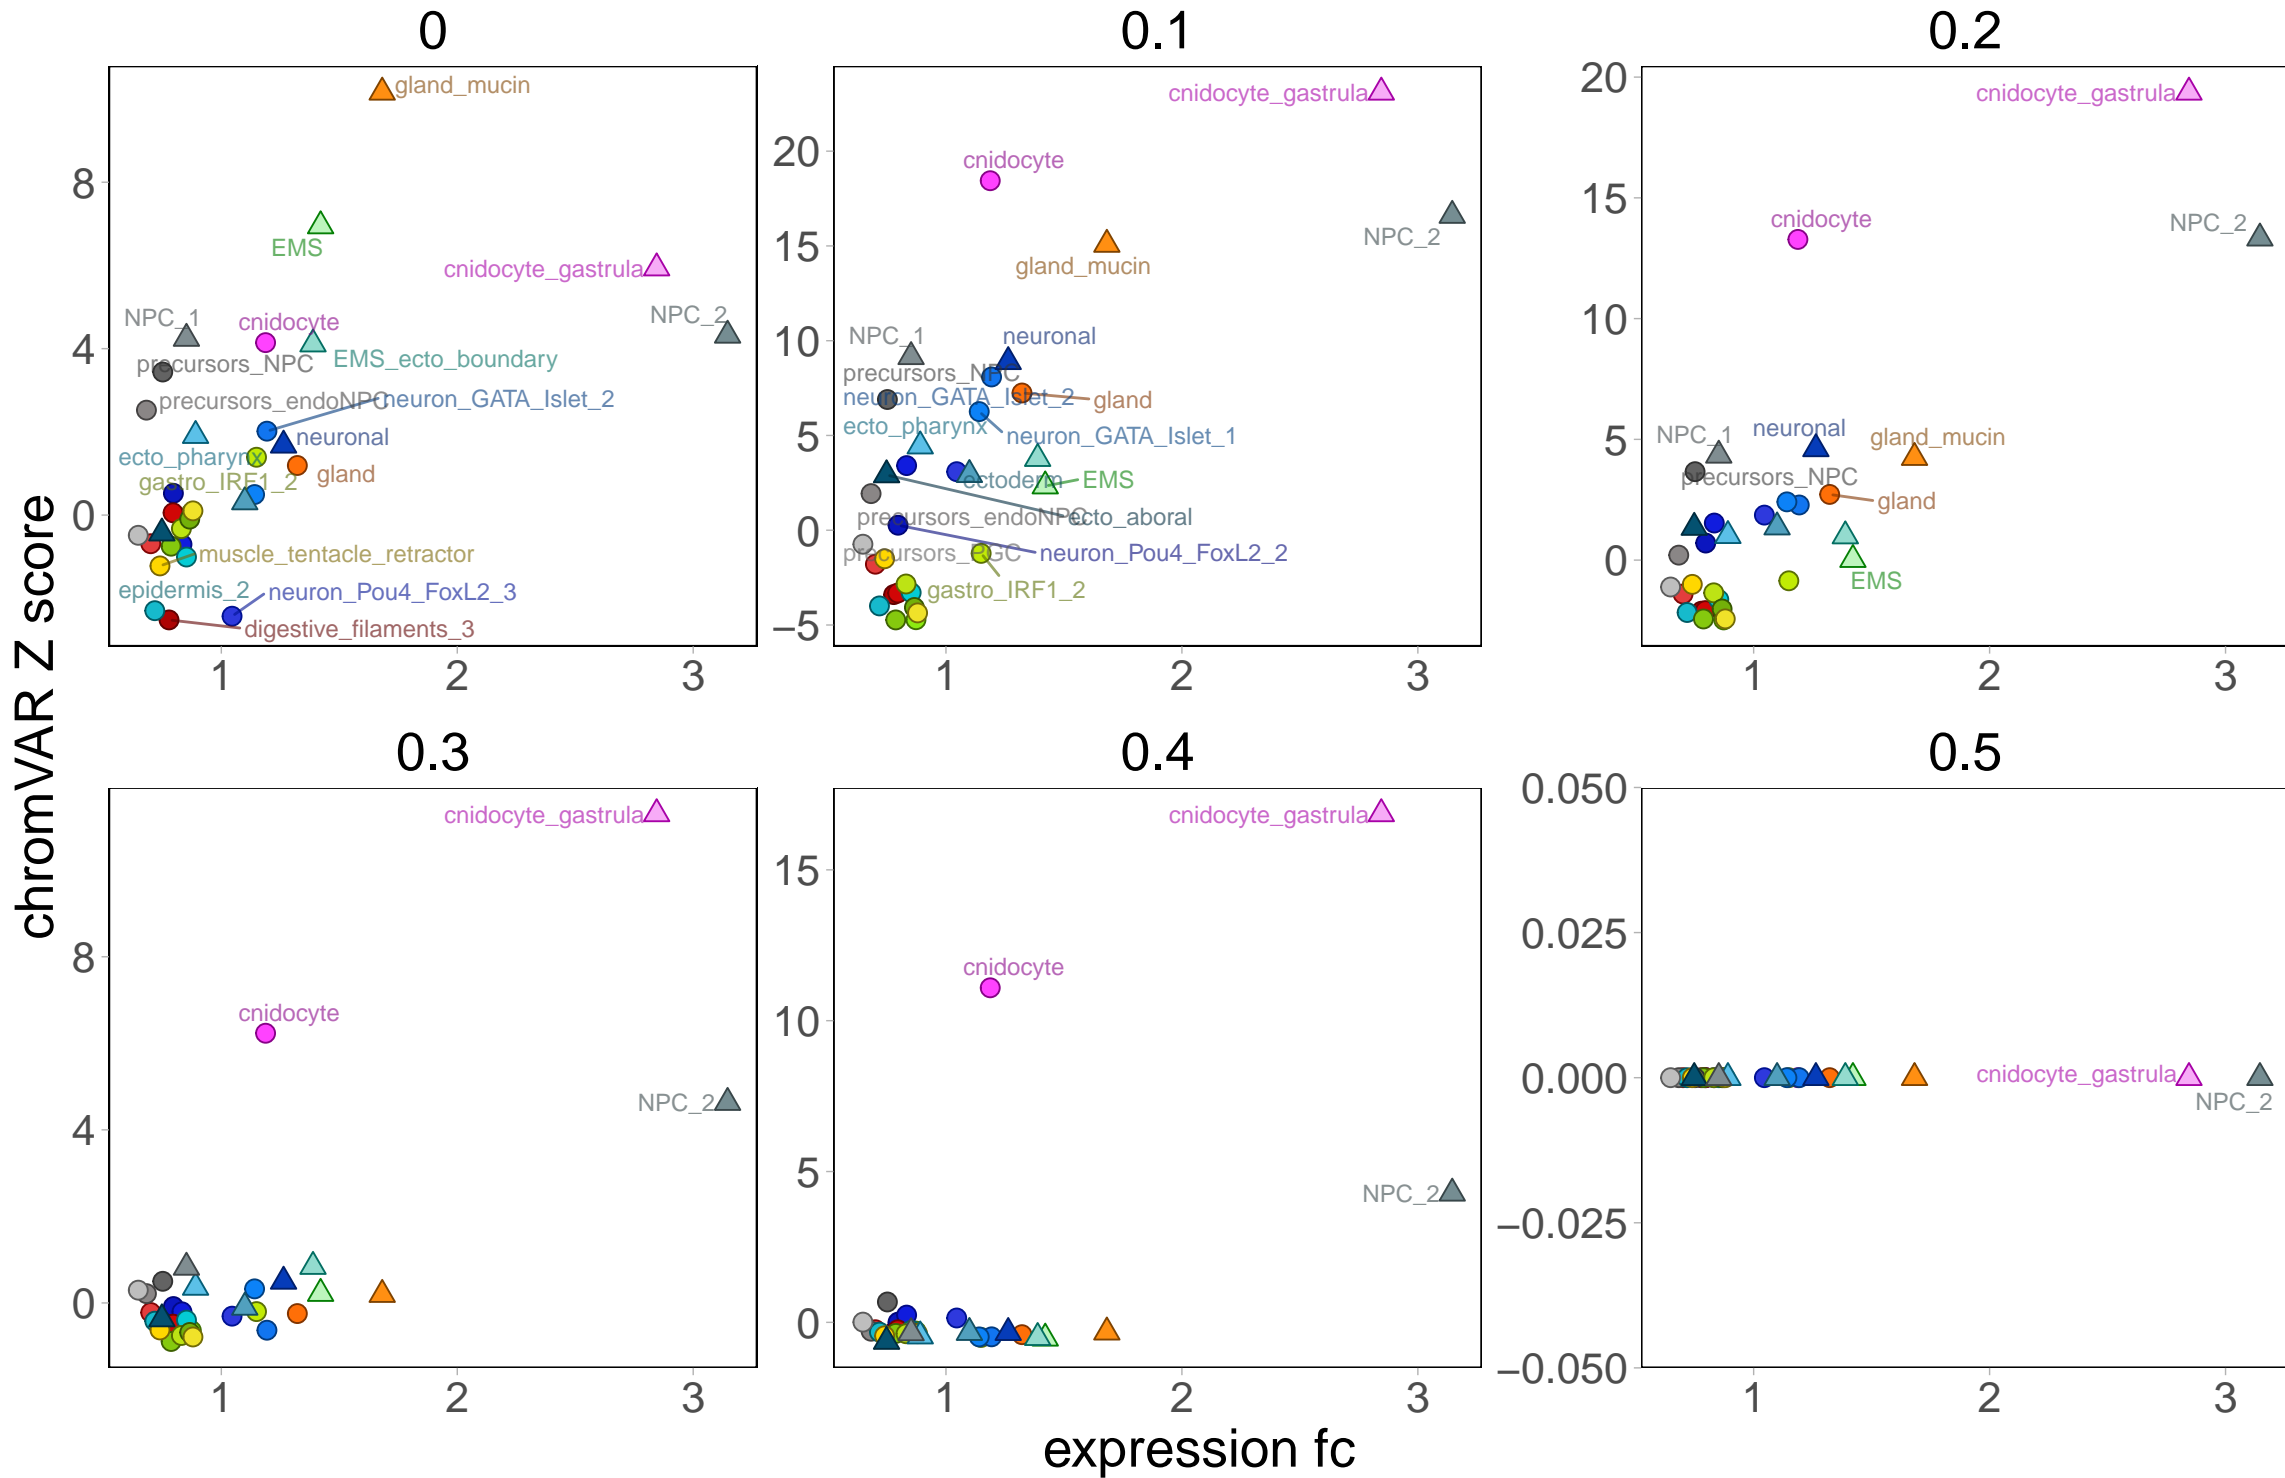 0
0.1
0.2
gland_mucin
EMS
cnidocyte_gastrula
NPC_1
cnidocyte
NPC_2
EMS_ecto_boundary
precursors_NPC
precursors_endoNPC
neuron_GATA_Islet_2
neuronal
ecto_pharynx
gland
gastro_IRF1_2
muscle_tentacle_retractor
epidermis_2
neuron_Pou4_FoxL2_3
digestive_filaments_3
8
4
0
1
2
3
cnidocyte_gastrula
cnidocyte
NPC_2
gland_mucin
NPC_1
neuronal
precursors_NPC
neuron_GATA_Islet_2
gland
ecto_pharynx
neuron_GATA_Islet_1
ectoderm
EMS
precursors_endoNPC
ecto_aboral
precursors_PGC
neuron_Pou4_FoxL2_2
gastro_IRF1_2
20
15
10
5
0
−5
1
2
3
cnidocyte_gastrula
cnidocyte
NPC_2
NPC_1
neuronal
gland_mucin
precursors_NPC
gland
EMS
20
15
10
5
0
1
2
3
chromVAR Z score
0.3
0.4
0.5
cnidocyte_gastrula
cnidocyte
NPC_2
8
4
0
1
2
3
cnidocyte_gastrula
cnidocyte
NPC_2
15
10
5
0
1
2
3
0.050
0.025
0.000
−0.025
−0.050
cnidocyte_gastrula
NPC_2
1
2
3
expression fc